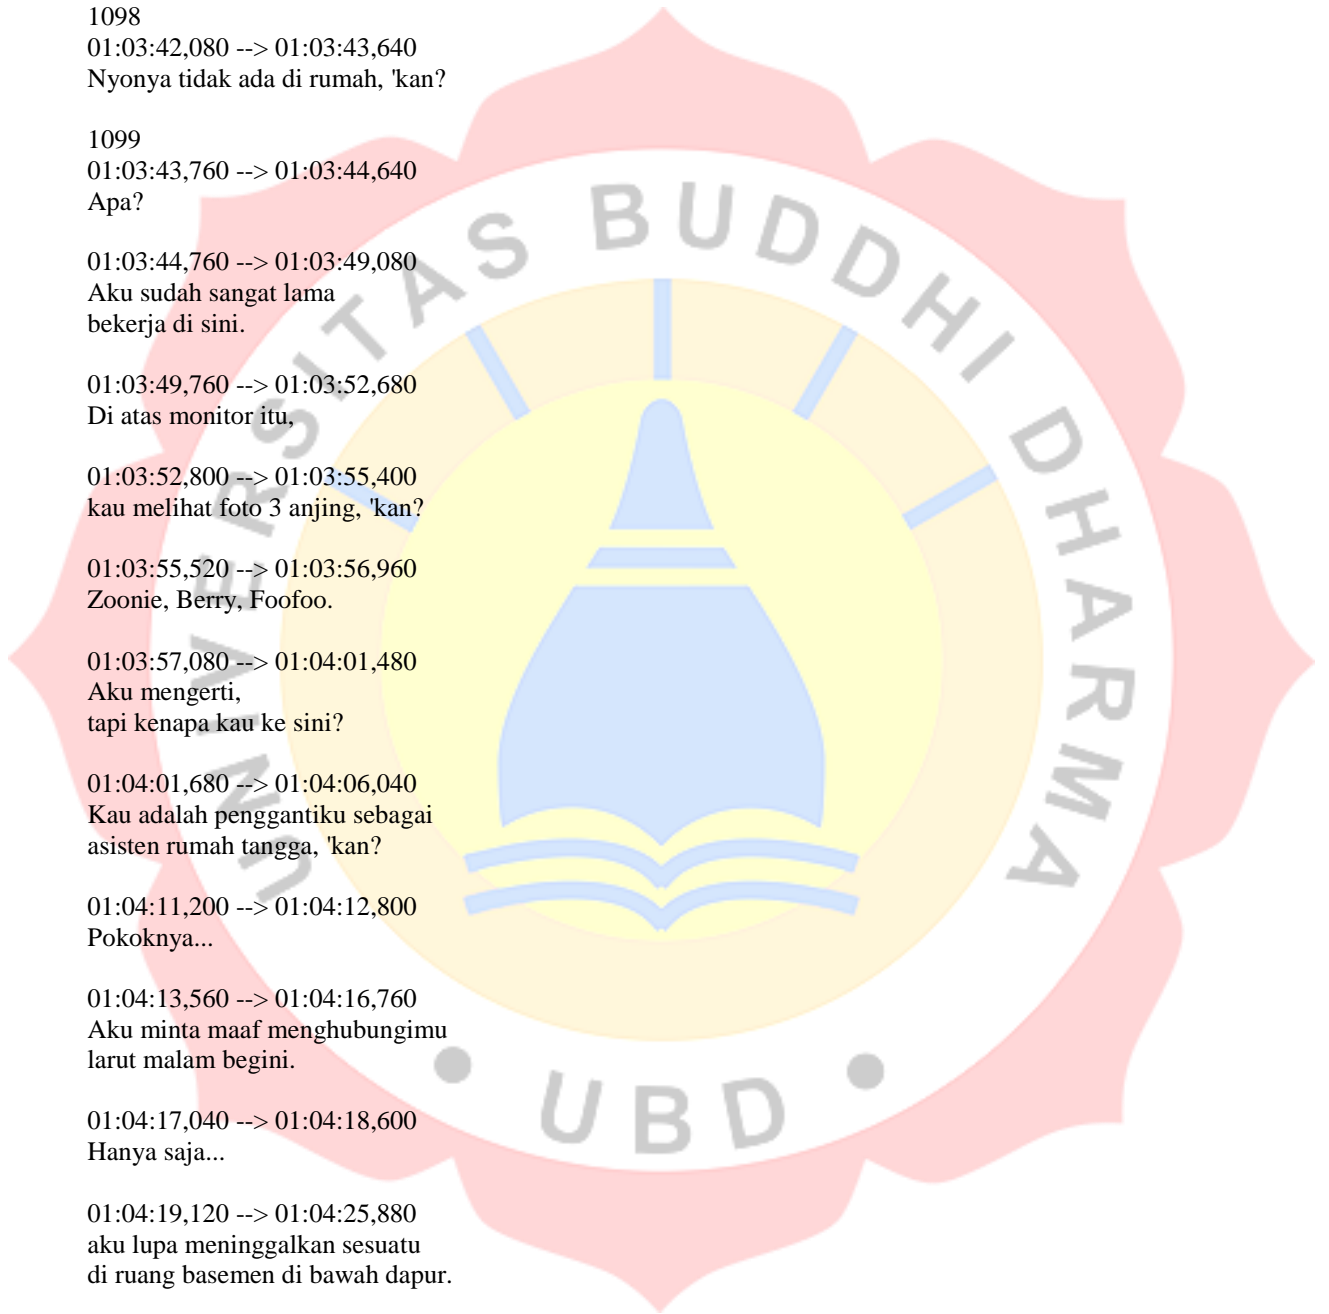 1098
01:03:42,080 --> 01:03:43,640
Nyonya tidak ada di rumah, 'kan?
1099
01:03:43,760 --> 01:03:44,640
Apa?
01:03:44,760 --> 01:03:49,080
Aku sudah sangat lama
bekerja di sini.
01:03:49,760 --> 01:03:52,680
Di atas monitor itu,
01:03:52,800 --> 01:03:55,400
kau melihat foto 3 anjing, 'kan?
01:03:55,520 --> 01:03:56,960
Zoonie, Berry, Foofoo.
01:03:57,080 --> 01:04:01,480
Aku mengerti,
tapi kenapa kau ke sini?
01:04:01,680 --> 01:04:06,040
Kau adalah penggantiku sebagai
asisten rumah tangga, 'kan?
01:04:11,200 --> 01:04:12,800
Pokoknya...
01:04:13,560 --> 01:04:16,760
Aku minta maaf menghubungimu
larut malam begini.
01:04:17,040 --> 01:04:18,600
Hanya saja...
01:04:19,120 --> 01:04:25,880
aku lupa meninggalkan sesuatu
di ruang basemen di bawah dapur.
UNIVERSITAS BUDDHI DHARMA
• UBD •